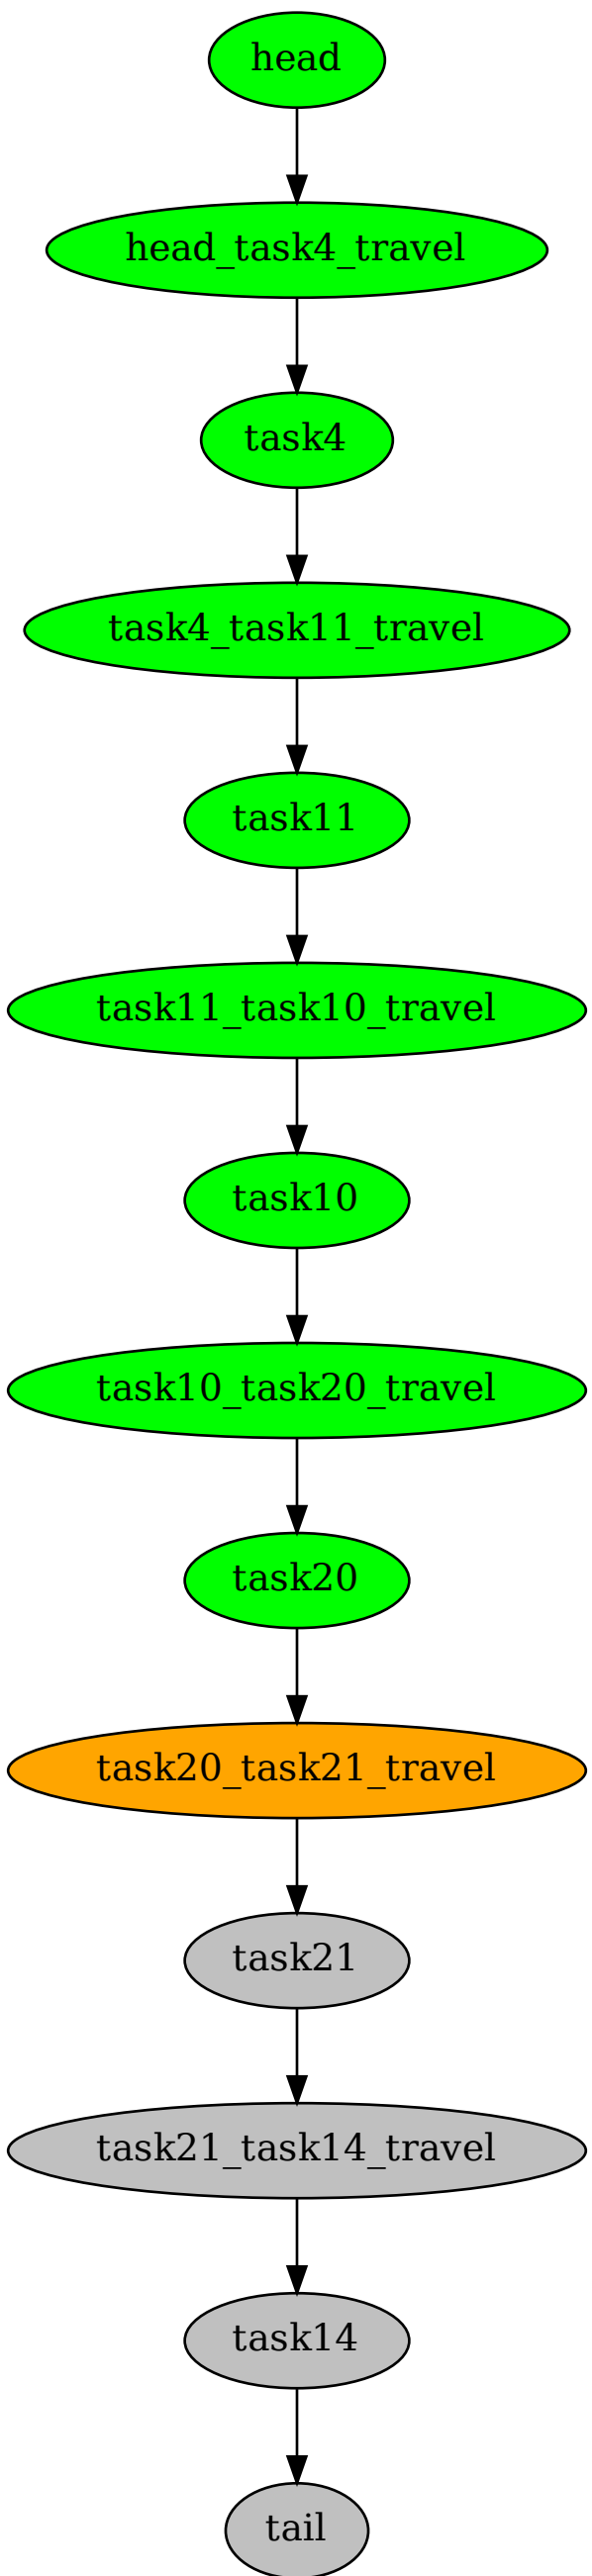 head
head_task4_travel
task4
task4_task11_travel
task11
task11_task10_travel
task10
task10_task20_travel
task20
task20_task21_travel
task21
task21_task14_travel
task14
tail